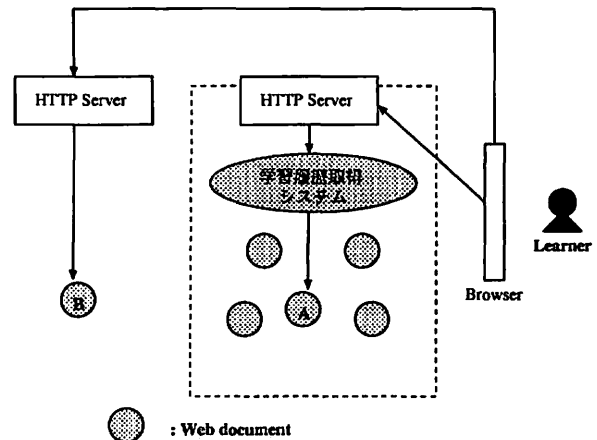 HTTP Server
HTTP Server
学習履歴取得
システム
B
A
Learner
Browser
: Web document